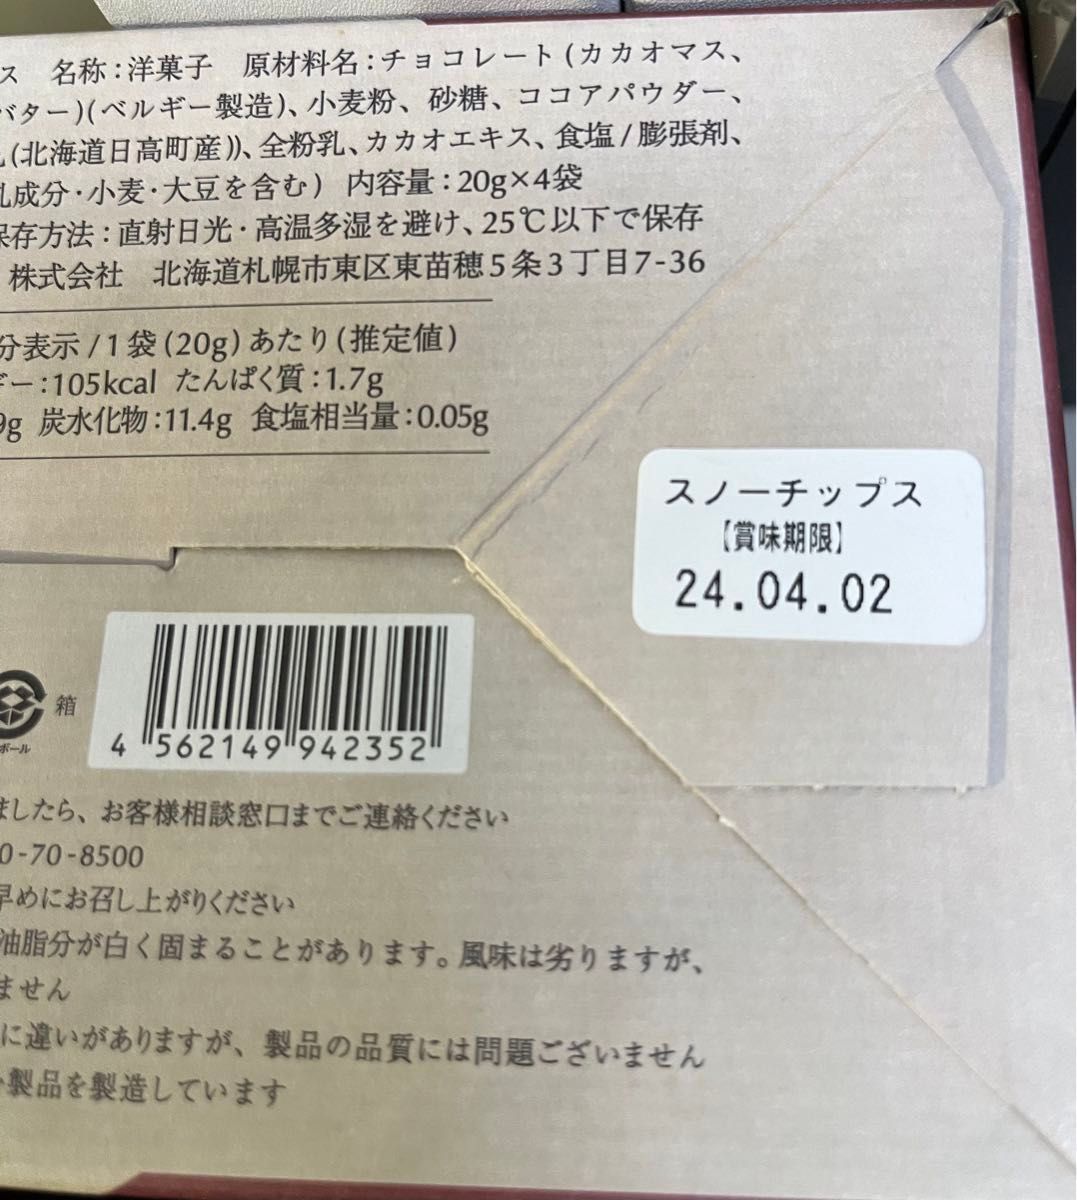 ス 名称:洋菓子 原材料名:チョコレート(カカオマス、
バター)(ベルギー製造)、小麦粉、砂糖、ココアパウダー、
乳(北海道日高町産))、全粉乳、カカオエキス、食塩/膨張剤、
乳成分・小麦・大豆を含む) 内容量:20g×4袋
保存方法:直射日光・高温多湿を避け、25℃以下で保存
株式会社 北海道札幌市東区東苗穂5条3丁目7-36
分表示/1袋(20g)あたり(推定値)
ギー:105kcal たんぱく質:1.7g
9g 炭水化物:11.4g 食塩相当量:0.05g
スノーチップス
【賞味期限】
24.04.02
箱
ボール
4 562149 942352
ましたら、お客様相談窓口までご連絡ください
0-70-8500
早めにお召し上がりください
油脂分が白く固まることがあります。風味は劣りますが、
ません
に違いがありますが、製品の品質には問題ございません
製品を製造しています